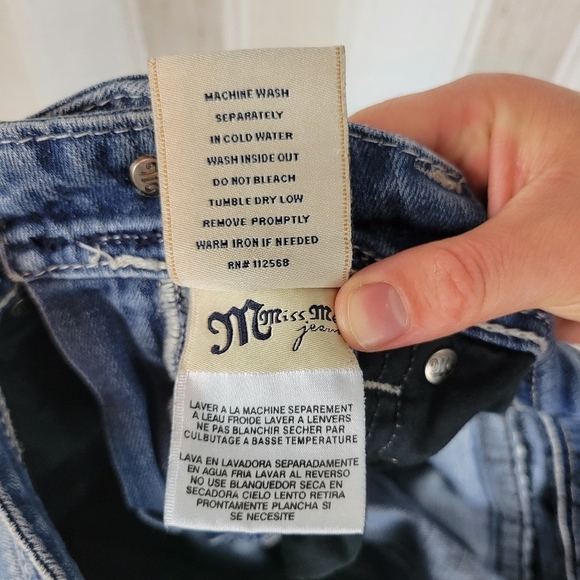 MACHINE WASH
SEPARATELY
IN COLD WATER
WASH INSIDE OUT
DO NOT BLEACH
TUMBLE DRY LOW
REMOVE PROMPTLY
WARM IRON IF NEEDED
RN# 112568
M Miss Me
jeans
LAVER A LA MACHINE SEPAREMENT
A LEAU FROIDE LAVER A LENVERS
NE PAS BLANCHIR SECHER PAR
CULBUTAGE A BASSE TEMPERATURE
LAVA EN LAVADORA SEPARADAMENTE
EN AGUA FRIA LAVAR AL REVERSO
NO USE BLANQUEDOR SECA EN
SECADORA CIELO LENTO RETIRA
PRONTAMENTE PLANCHA SI
SE NECESITE